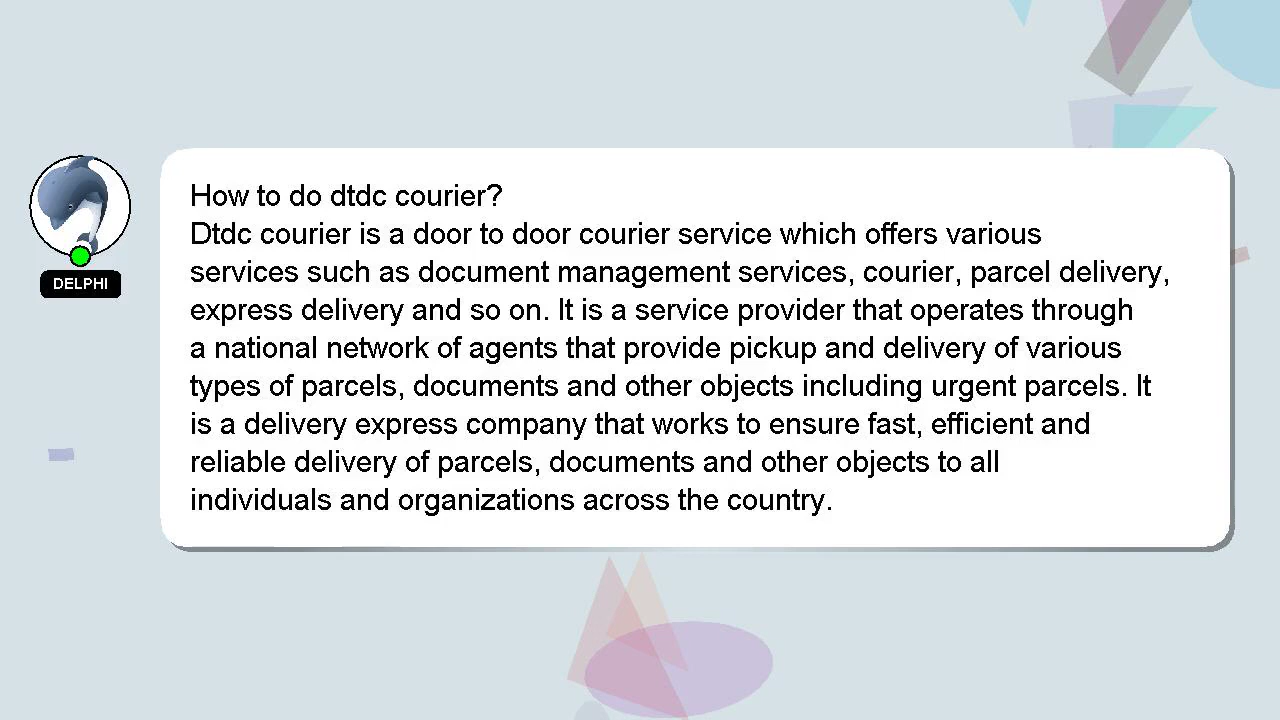 How to do dtdc courier?
Dtdc courier is a door to door courier service which offers various
services such as document management services, courier, parcel delivery,
express delivery and so on. It is a service provider that operates through
a national network of agents that provide pickup and delivery of various
types of parcels, documents and other objects including urgent parcels. It
is a delivery express company that works to ensure fast, efficient and
reliable delivery of parcels, documents and other objects to all
individuals and organizations across the country.
DELPHI